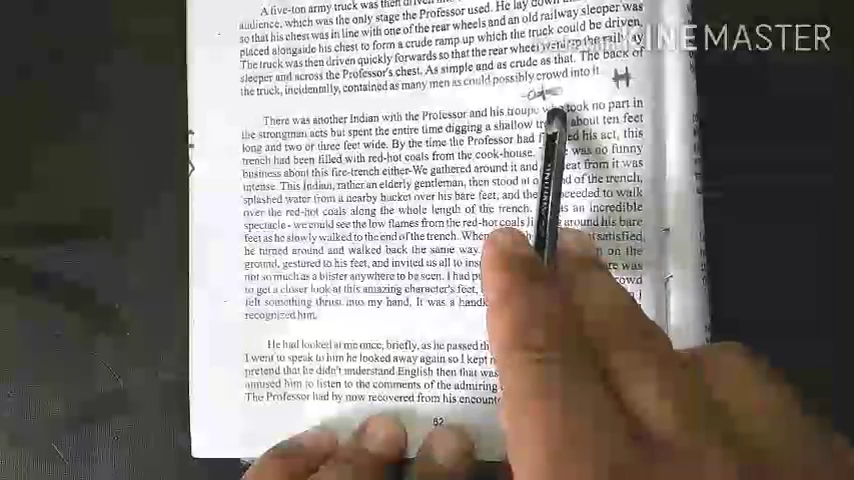 A five-ton army truck was then driven
audience, which was the only stage the Professor used. He lay down
so that his chest was in line with one of the rear wheels and an old railway sleeper was
placed alongside his chest to form a crude ramp up which the truck could be driven.
The truck was then driven quickly forwards so that the rear wheel went up the railway
sleeper and across the Professor's chest. As simple and as crude as that. The back of
the truck, incidentally, contained as many men as could possibly crowd into it.
There was another Indian with the Professor and his troupe who took no part in
the strongman acts but spent the entire time digging a shallow about ten feet
long and two or three feet wide. By the time the Professor had his act, this
trench had been filled with red-hot coals from the cook-house. was no funny
business about this fire-trench either-We gathered around it and from it was
intense. This Indian, rather an elderly gentleman, then stood at of the trench,
splashed water from a nearby bucket over his bare feet, and to walk
over the red-hot coals along the whole length of the trench. an incredible
spectacle - we could see the low flames from the red-hot coals around his bare
feet as he slowly walked to the end of the trench. satisfied,
he turned around and walked back the same way. on the
ground, gestured to his feet, and invited us all to was
not so much as a blister anywhere to be seen. I had crowd
to get a closer look at this amazing character's feet, I
felt something thrust into my hand. It was a
recognized him.
He had looked at me once, briefly, as he passed
I went to speak to him he looked away again so I kept
pretend that he didn't understand English then that was
amused him to listen to the comments of the admiring
The Professor had by now recovered from his
62
KINEMASTER